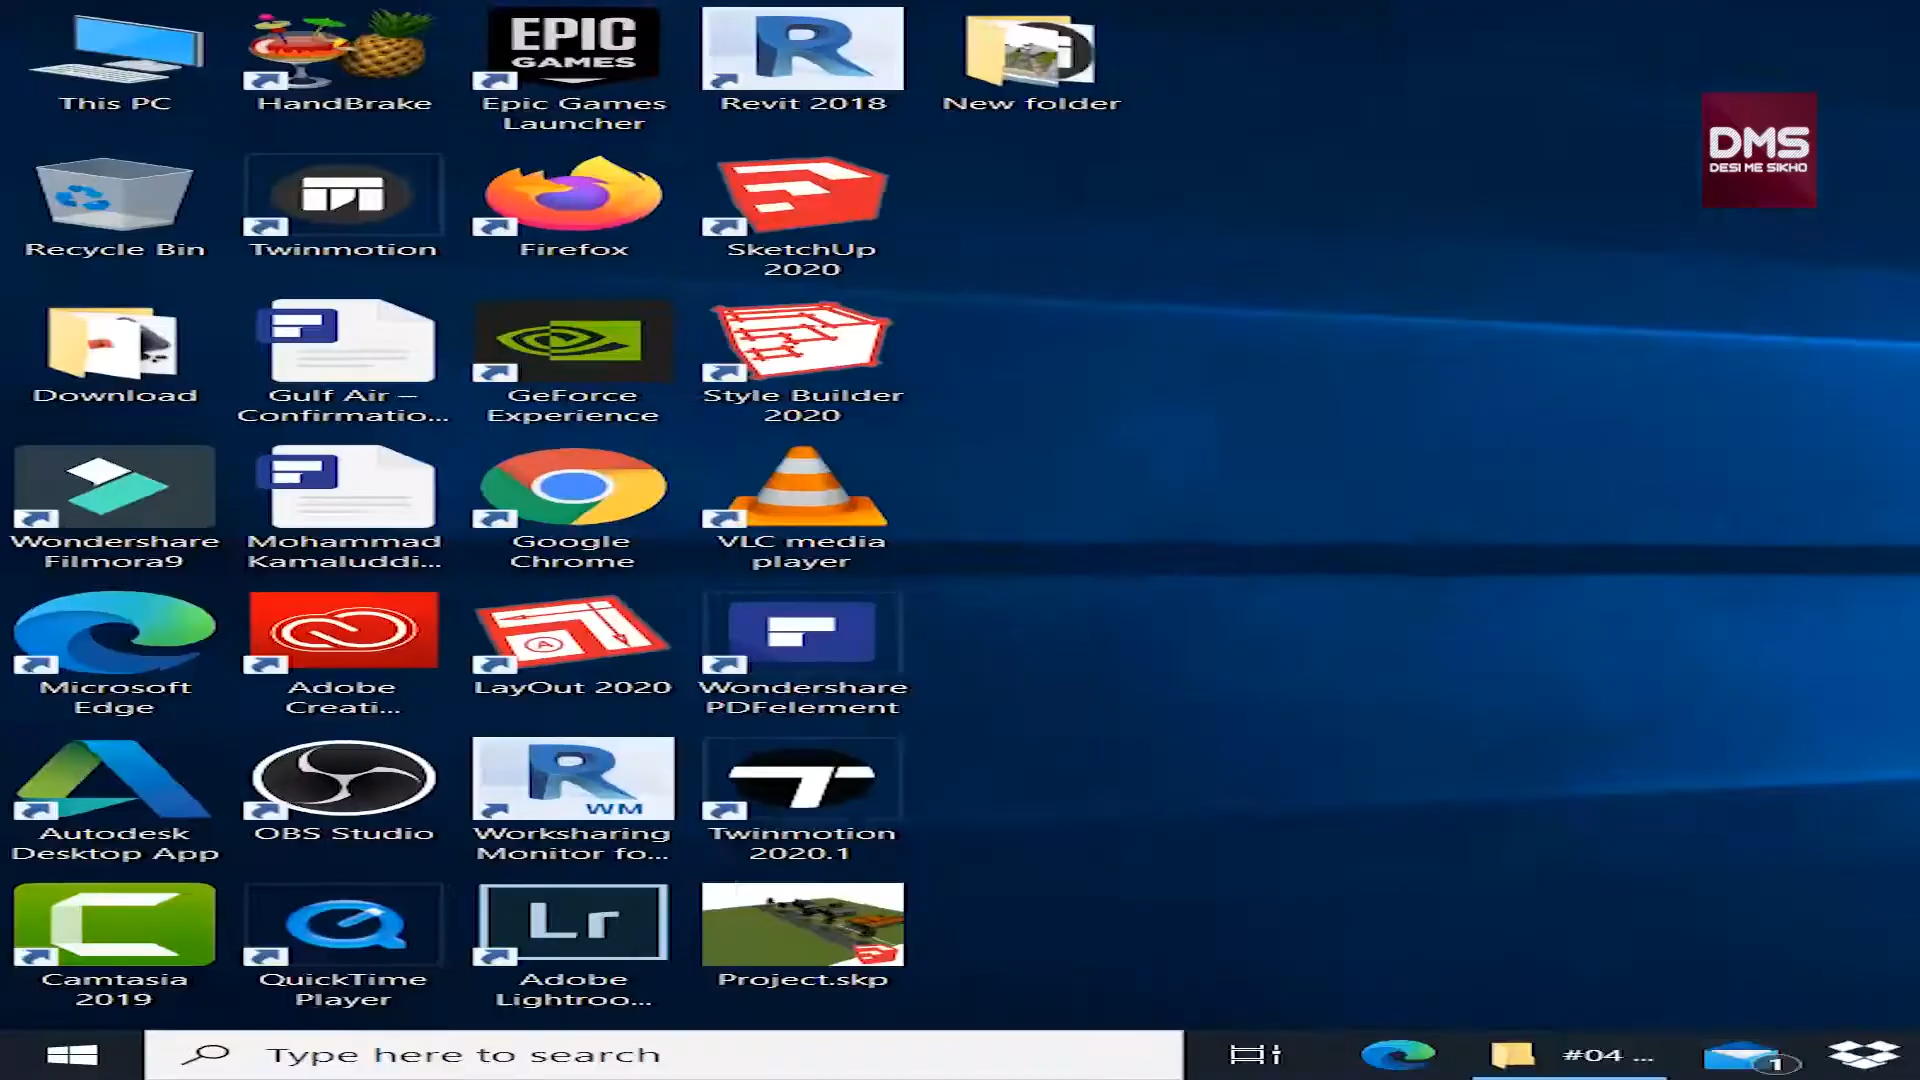 This PC
HandBrake
EPIC
GAMES
Epic Games
Launcher
Revit 2018
New folder
DMS
DESI ME SIKHO
Recycle Bin
Twinmotion
Firefox
SketchUp
2020
Download
Gulf Air –
Confirmatio...
GeForce
Experience
Style Builder
2020
Wondershare
Filmora9
Mohammad
Kamaluddi...
Google
Chrome
VLC media
player
Microsoft
Edge
Adobe
Creati...
A
LayOut 2020
Wondershare
PDFelement
Autodesk
Desktop App
OBS Studio
R
WM
Worksharing
Monitor fo...
Twinmotion
2020.1
Camtasia
2019
QuickTime
Player
Lr
Adobe
Lightroo...
Project.skp
Type here to search
#04 ...
1